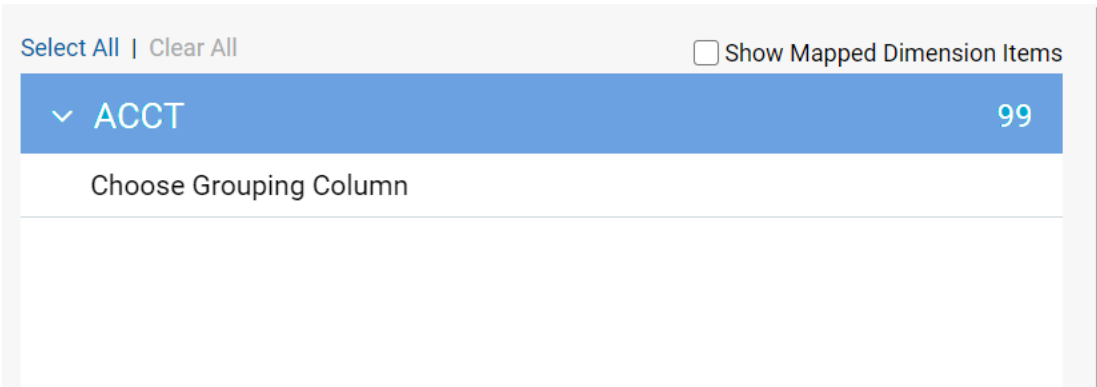 Select All | Clear All
Show Mapped Dimension Items
ACCT 99
Choose Grouping Column